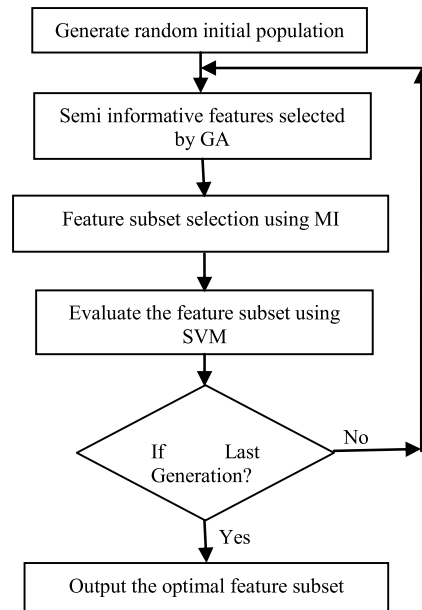 Generate random initial population
Semi informative features selected
by GA
Feature subset selection using MI
Evaluate the feature subset using
SVM
If Last
Generation?
No
Yes
Output the optimal feature subset